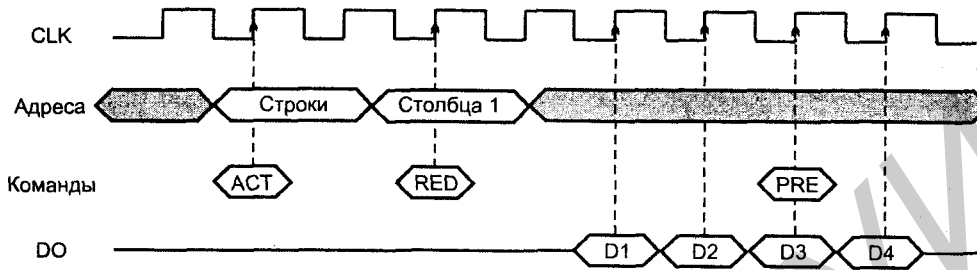 CLK
Адреса Строки Столбца 1
Команды ACT RED PRE
DO D1 D2 D3 D4